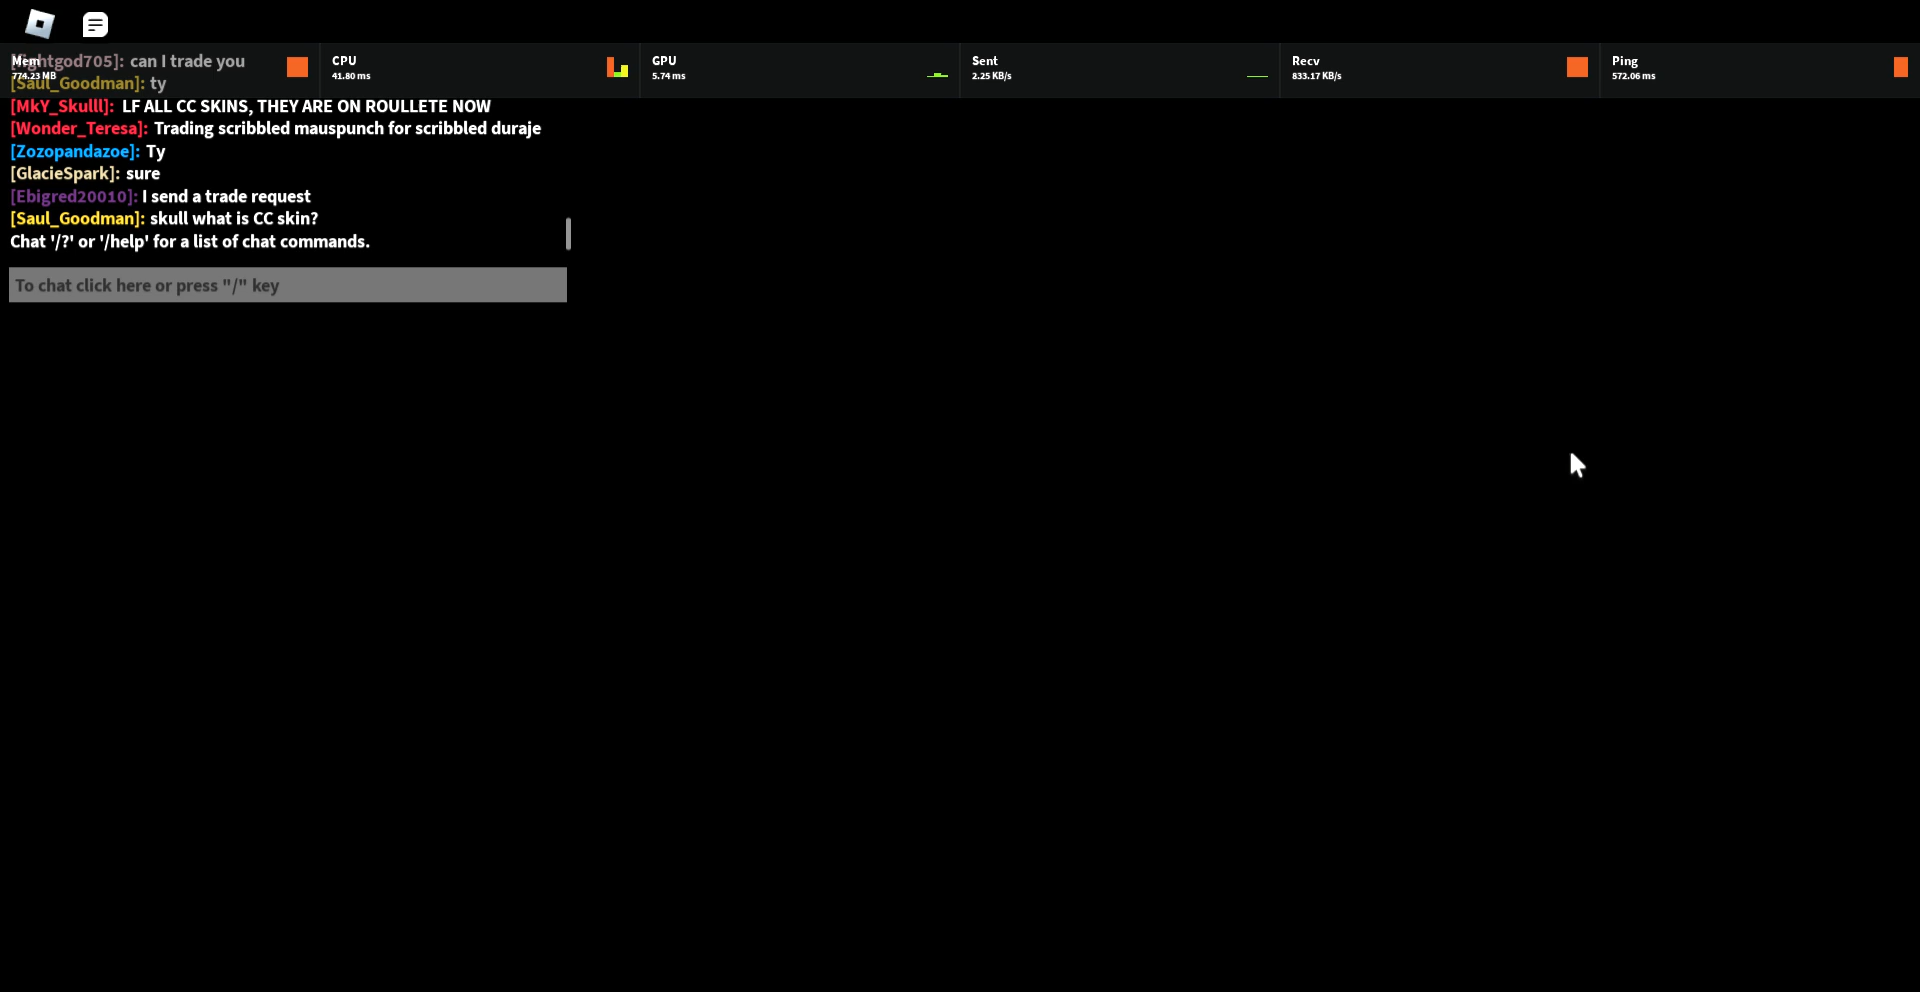 Mem
774.23 MB
CPU
41.80 ms
GPU
5.74 ms
Sent
2.25 KB/s
Recv
833.17 KB/s
Ping
572.06 ms
can I trade you
[Saul_Goodman]: ty
[MkY_Skulll]: LF ALL CC SKINS, THEY ARE ON ROULLETE NOW
[Wonder_Teresa]: Trading scribbled mauspunch for scribbled duraje
[Zozopandazoe]: Ty
[GlacieSpark]: sure
[Ebigred20010]: I send a trade request
[Saul_Goodman]: skull what is CC skin?
Chat '/?' or '/help' for a list of chat commands.
To chat click here or press "/" key